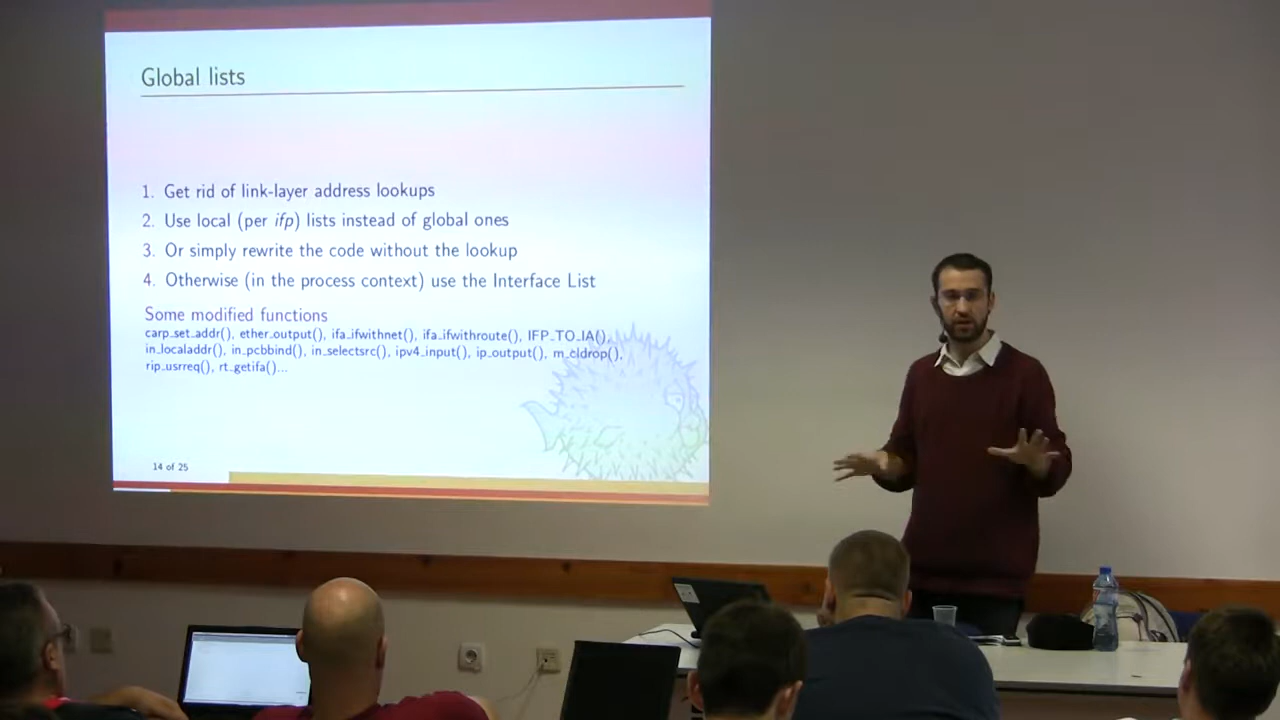 Global lists
1. Get rid of link-layer address lookups
2. Use local (per ifp) lists instead of global ones
3. Or simply rewrite the code without the lookup
4. Otherwise (in the process context) use the Interface List
Some modified functions
carp_set_addr(), ether_output(), ifa_ifwithnet(), ifa_ifwithroute(), IFP_TO_IA(),
in_localaddr(), in_pcbbind(), in_selectsrc(), ipv4_input(), ip_output(), m_cldrop(),
rip_usrreq(), rt_getifa()...
14 of 25